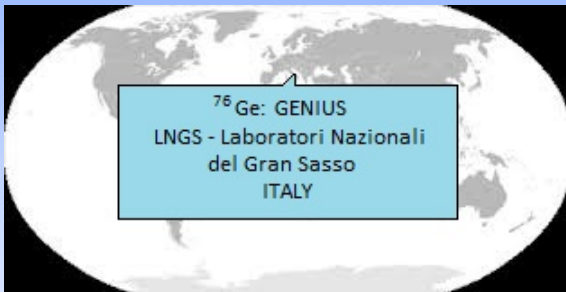 ⁷⁶Ge: GENIUS
LNGS - Laboratori Nazionali
del Gran Sasso
ITALY